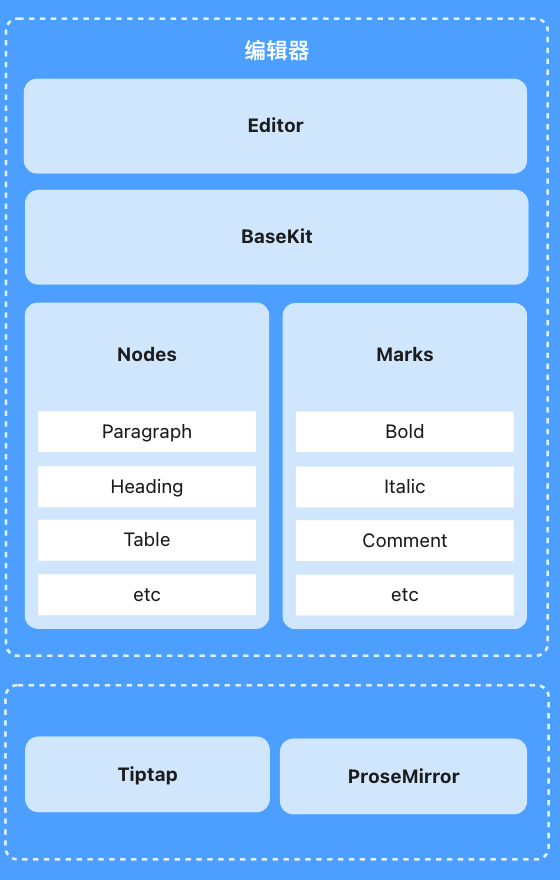 编辑器
Editor
BaseKit
Nodes
Paragraph
Heading
Table
etc
Marks
Bold
Italic
Comment
etc
Tiptap
ProseMirror